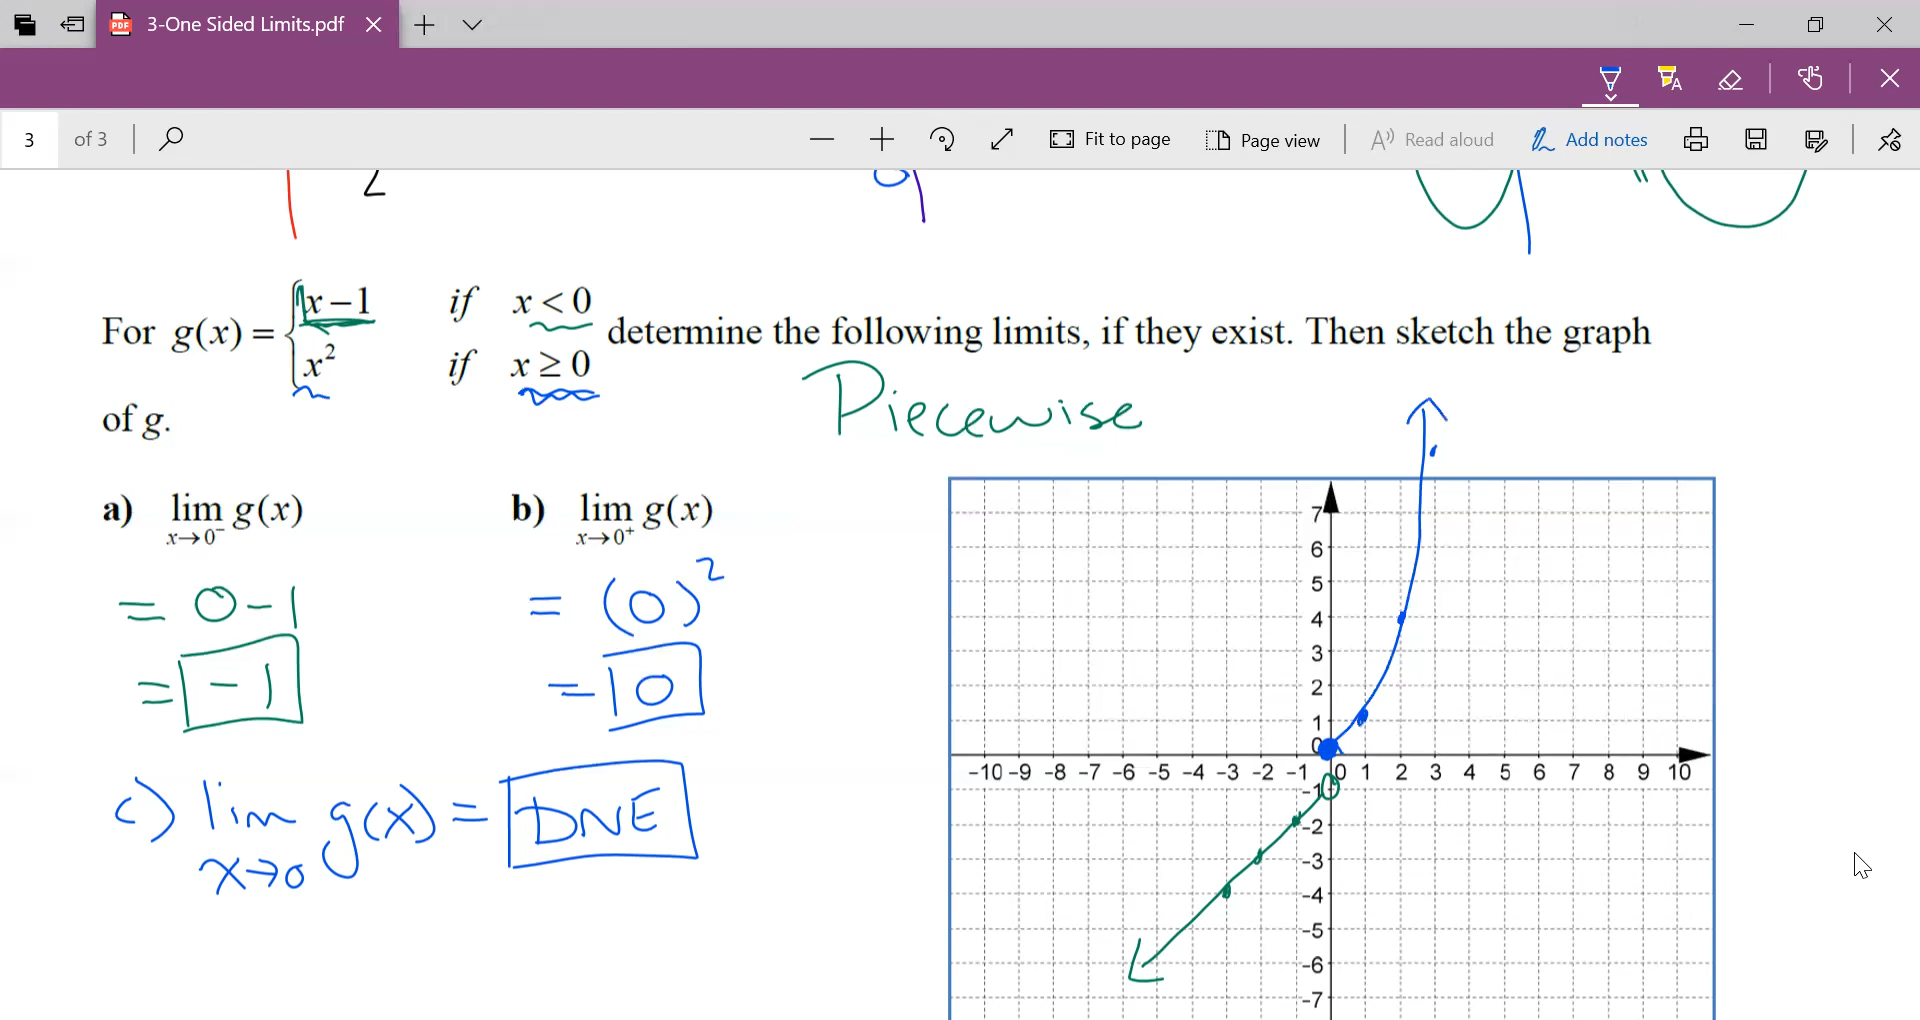 3-One Sided Limits.pdf
3 of 3
Fit to page
Page view
Read aloud
Add notes
2
For g(x) = { x − 1 if x < 0
x² if x ≥ 0
determine the following limits, if they exist. Then sketch the graph
of g.
Piecewise
a) lim x→0⁻ g(x)
b) lim x→0⁺ g(x)
= 0 − 1
= (0)²
= −1
= 0
c) lim x→0 g(x) = DNE
7
6
5
4
3
2
1
0
-10 -9 -8 -7 -6 -5 -4 -3 -2 -1 0 1 2 3 4 5 6 7 8 9 10
-1
-2
-3
-4
-5
-6
-7